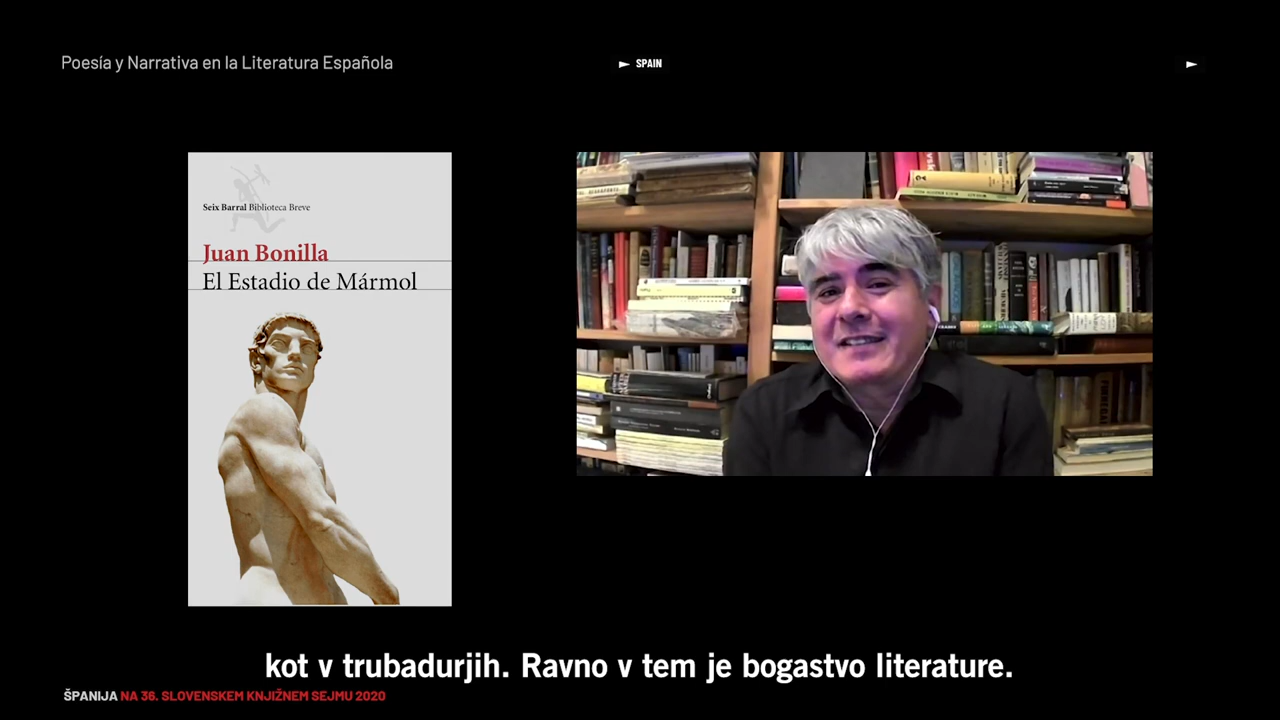 Poesía y Narrativa en la Literatura Española
SPAIN
Seix Barral Biblioteca Breve
Juan Bonilla
El Estadio de Mármol
kot v trubadurjih. Ravno v tem je bogastvo literature.
ŠPANIJA NA 36. SLOVENSKEM KNJIŽNEM SEJMU 2020